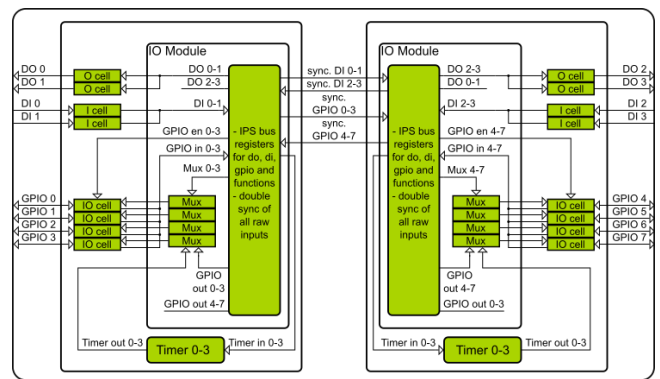 IO Module
DO 0
DO 1
O cell
O cell
DO 0-1
DO 2-3
DI 0
DI 1
I cell
I cell
DI 0-1
GPIO en 0-3
GPIO in 0-3
Mux 0-3
GPIO 0
GPIO 1
GPIO 2
GPIO 3
IO cell
IO cell
IO cell
IO cell
Mux
Mux
Mux
Mux
- IPS bus
registers
for do, di,
gpio and
functions
- double
sync of
all raw
inputs
GPIO
out 0-3
GPIO out 4-7
Timer out 0-3
Timer 0-3
Timer in 0-3
sync. DI 0-1
sync. DI 2-3
sync.
GPIO 0-3
sync.
GPIO 4-7
IO Module
DO 2-3
DO 0-1
O cell
O cell
DO 2
DO 3
DI 2-3
I cell
I cell
DI 2
DI 3
GPIO en 4-7
GPIO in 4-7
Mux 4-7
- IPS bus
registers
for do, di,
gpio and
functions
- double
sync of
all raw
inputs
Mux
Mux
Mux
Mux
IO cell
IO cell
IO cell
IO cell
GPIO 4
GPIO 5
GPIO 6
GPIO 7
GPIO
out 4-7
GPIO out 0-3
Timer in 0-3
Timer 0-3
Timer out 0-3